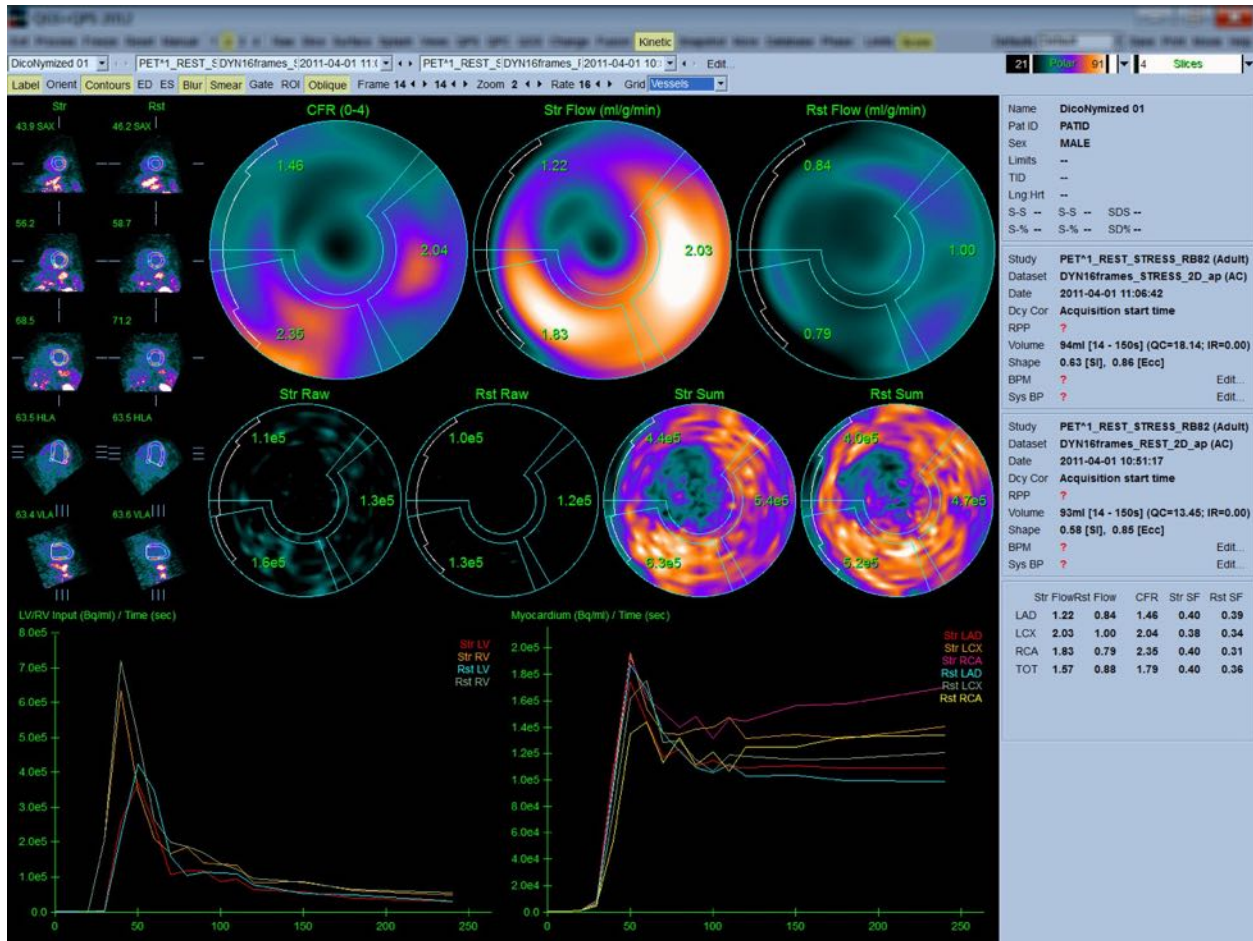 QGS+QPS 2012
Kinetic
DicoNymized 01 PET^1_REST_S DYN16frames_S 2011-04-01 11:0 PET^1_REST_S DYN16frames_F 2011-04-01 10: Edit...
21 Polar 91 4 Slices
Label Orient Contours ED ES Blur Smear Gate ROI Oblique Frame 14 14 Zoom 2 Rate 16 Grid Vessels
Str Rst
43.9 SAX 46.2 SAX
56.2 58.7
68.5 71.2
63.5 HLA 63.5 HLA
63.4 VLA 63.6 VLA
CFR (0-4) Str Flow (ml/g/min) Rst Flow (ml/g/min)
1.46 1.22 0.84
2.04 2.03 1.00
2.35 1.83 0.79
Str Raw Rst Raw Str Sum Rst Sum
1.1e5 1.0e5 4.4e5 4.0e5
1.3e5 1.2e5 5.4e5 4.7e5
1.6e5 1.3e5 6.3e5 5.2e5
LV/RV Input (Bq/ml) / Time (sec)
8.0e5
7.0e5
6.0e5
5.0e5
4.0e5
3.0e5
2.0e5
1.0e5
0.0
0 50 100 150 200 250
Str LV
Str RV
Rst LV
Rst RV
Myocardium (Bq/ml) / Time (sec)
2.0e5
1.8e5
1.6e5
1.4e5
1.2e5
1.0e5
8.0e4
6.0e4
4.0e4
2.0e4
0.0
0 50 100 150 200 250
Str LAD
Str LCX
Str RCA
Rst LAD
Rst LCX
Rst RCA
Name DicoNymized 01
Pat ID PATID
Sex MALE
Limits --
TID --
Lng:Hrt --
S-S -- S-S -- SDS --
S-% -- S-% -- SD% --
Study PET^1_REST_STRESS_RB82 (Adult)
Dataset DYN16frames_STRESS_2D_ap (AC)
Date 2011-04-01 11:06:42
Dcy Cor Acquisition start time
RPP ?
Volume 94ml [14 - 150s] (QC=18.14; IR=0.00)
Shape 0.63 [SI], 0.86 [Ecc]
BPM ? Edit...
Sys BP ? Edit...
Study PET^1_REST_STRESS_RB82 (Adult)
Dataset DYN16frames_REST_2D_ap (AC)
Date 2011-04-01 10:51:17
Dcy Cor Acquisition start time
RPP ?
Volume 93ml [14 - 150s] (QC=13.45; IR=0.00)
Shape 0.58 [SI], 0.85 [Ecc]
BPM ? Edit...
Sys BP ? Edit...
Str Flow Rst Flow CFR Str SF Rst SF
LAD 1.22 0.84 1.46 0.40 0.39
LCX 2.03 1.00 2.04 0.38 0.34
RCA 1.83 0.79 2.35 0.40 0.31
TOT 1.57 0.88 1.79 0.40 0.36